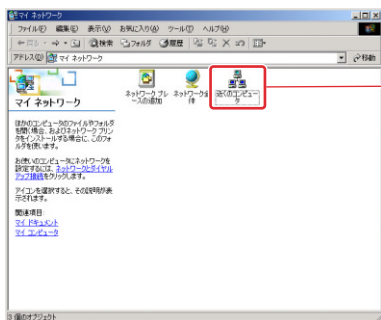 マイ ネットワーク
ファイル(F) 編集(E) 表示(V) お気に入り(A) ツール(T) ヘルプ(H)
戻る 検索 フォルダ 履歴
アドレス(D) マイ ネットワーク 移動
マイ ネットワーク
ネットワーク プレースの追加
ネットワーク全体
近くのコンピュータ
ほかのコンピュータのファイルやフォルダを開く場合、およびネットワーク プリンタをインストールする場合に、このフォルダを使います。
お使いのコンピュータにネットワークを設定するには、ネットワークとダイヤルアップ接続をクリックします。
アイコンを選択すると、その説明が表示されます。
関連項目:
マイ ドキュメント
マイ コンピュータ
3 個のオブジェクト